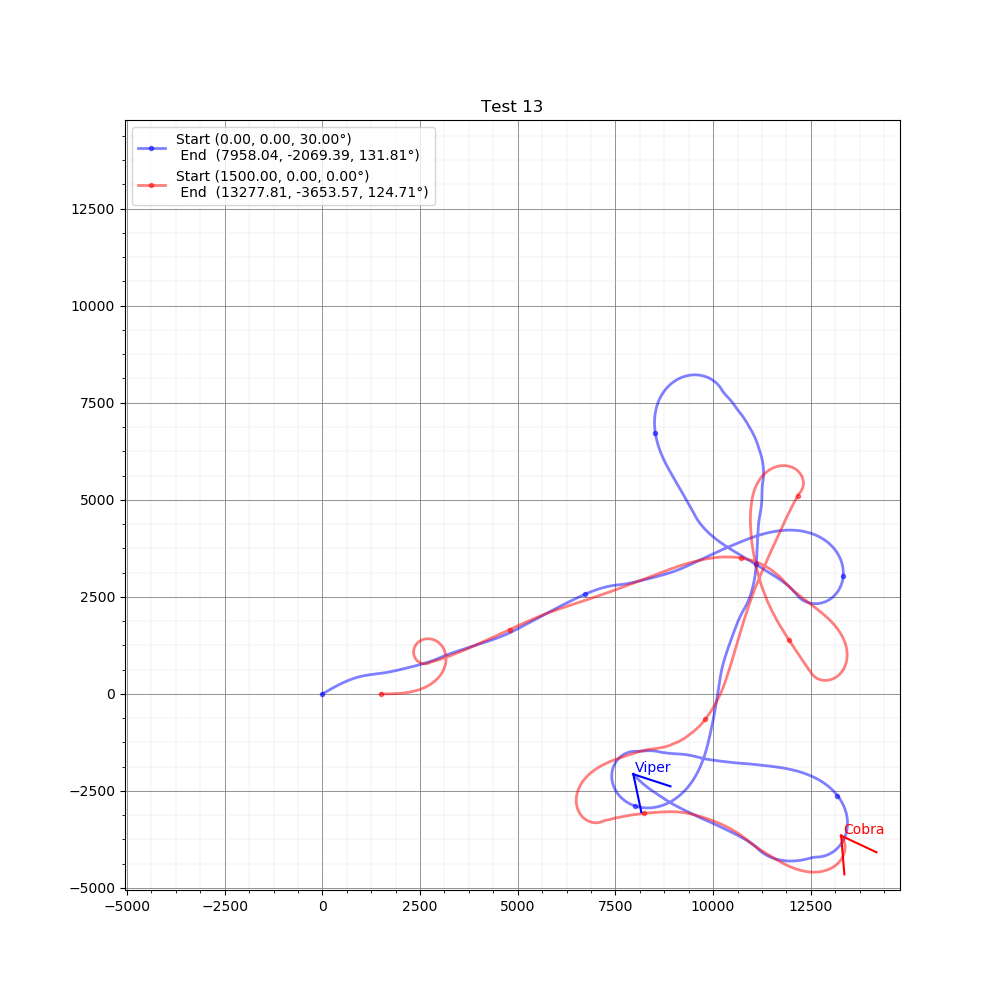 Test 13
Start (0.00, 0.00, 30.00°)
End  (7958.04, -2069.39, 131.81°)
Start (1500.00, 0.00, 0.00°)
End  (13277.81, -3653.57, 124.71°)
12500
10000
7500
5000
2500
0
−2500
−5000
Viper
Cobra
−5000 −2500 0 2500 5000 7500 10000 12500